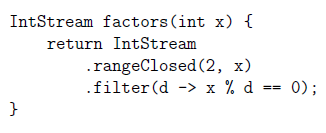 IntStream factors(int x) {
    return IntStream
        .rangeClosed(2, x)
        .filter(d -> x % d == 0);
}